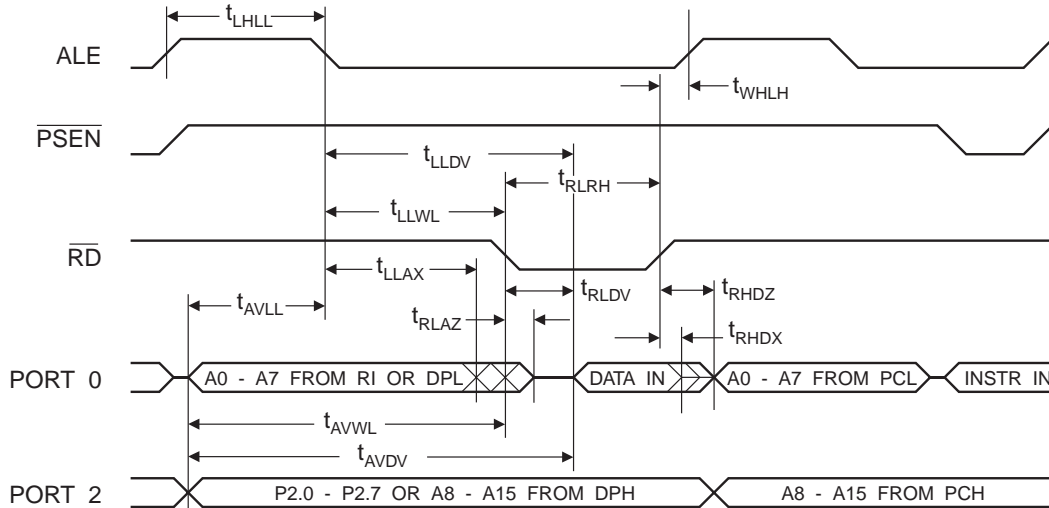 tLHLL
ALE
tWHLH
PSEN
tLLDV
tRLRH
tLLWL
RD
tLLAX
tRLDV
tRHDZ
tAVLL
tRLAZ
tRHDX
PORT 0
A0 - A7 FROM RI OR DPL
DATA IN
A0 - A7 FROM PCL
INSTR IN
tAVWL
tAVDV
PORT 2
P2.0 - P2.7 OR A8 - A15 FROM DPH
A8 - A15 FROM PCH